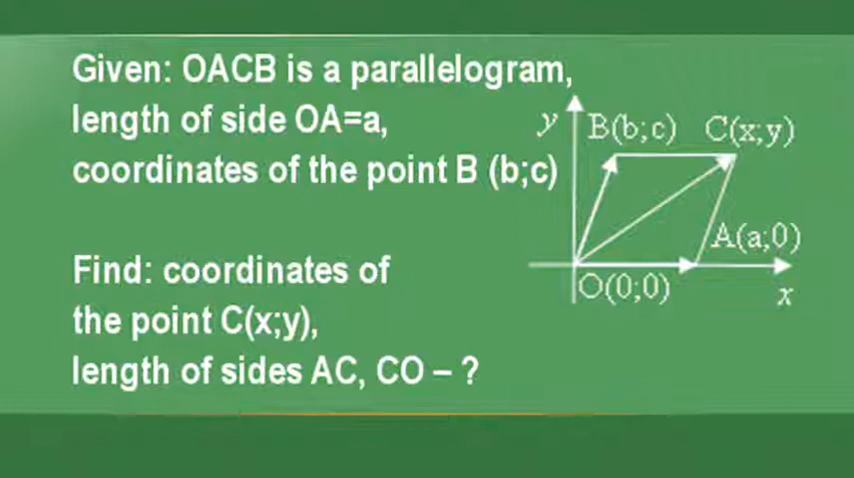 Given: OACB is a parallelogram,
length of side OA=a,
coordinates of the point B (b;c)
Find: coordinates of
the point C(x;y),
length of sides AC, CO – ?
y
B(b;c)
C(x;y)
A(a;0)
O(0;0)
x